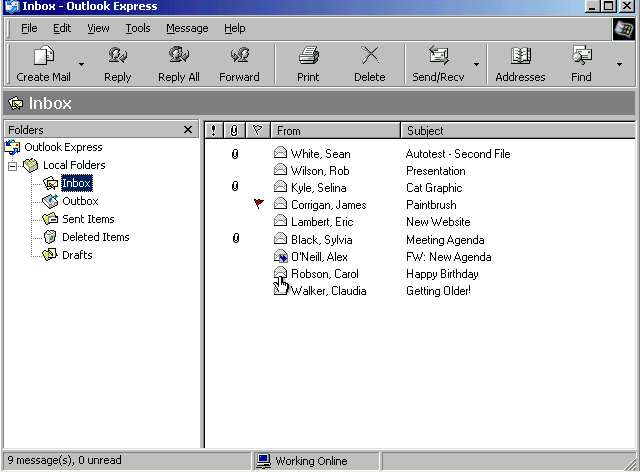 Inbox - Outlook Express
File Edit View Tools Message Help
Create Mail Reply Reply All Forward Print Delete Send/Recv Addresses Find
Inbox
Folders ! From Subject
Outlook Express
Local Folders
Inbox
Outbox
Sent Items
Deleted Items
Drafts
White, Sean Autotest - Second File
Wilson, Rob Presentation
Kyle, Selina Cat Graphic
Corrigan, James Paintbrush
Lambert, Eric New Website
Black, Sylvia Meeting Agenda
O'Neill, Alex FW: New Agenda
Robson, Carol Happy Birthday
Walker, Claudia Getting Older!
9 message(s), 0 unread Working Online